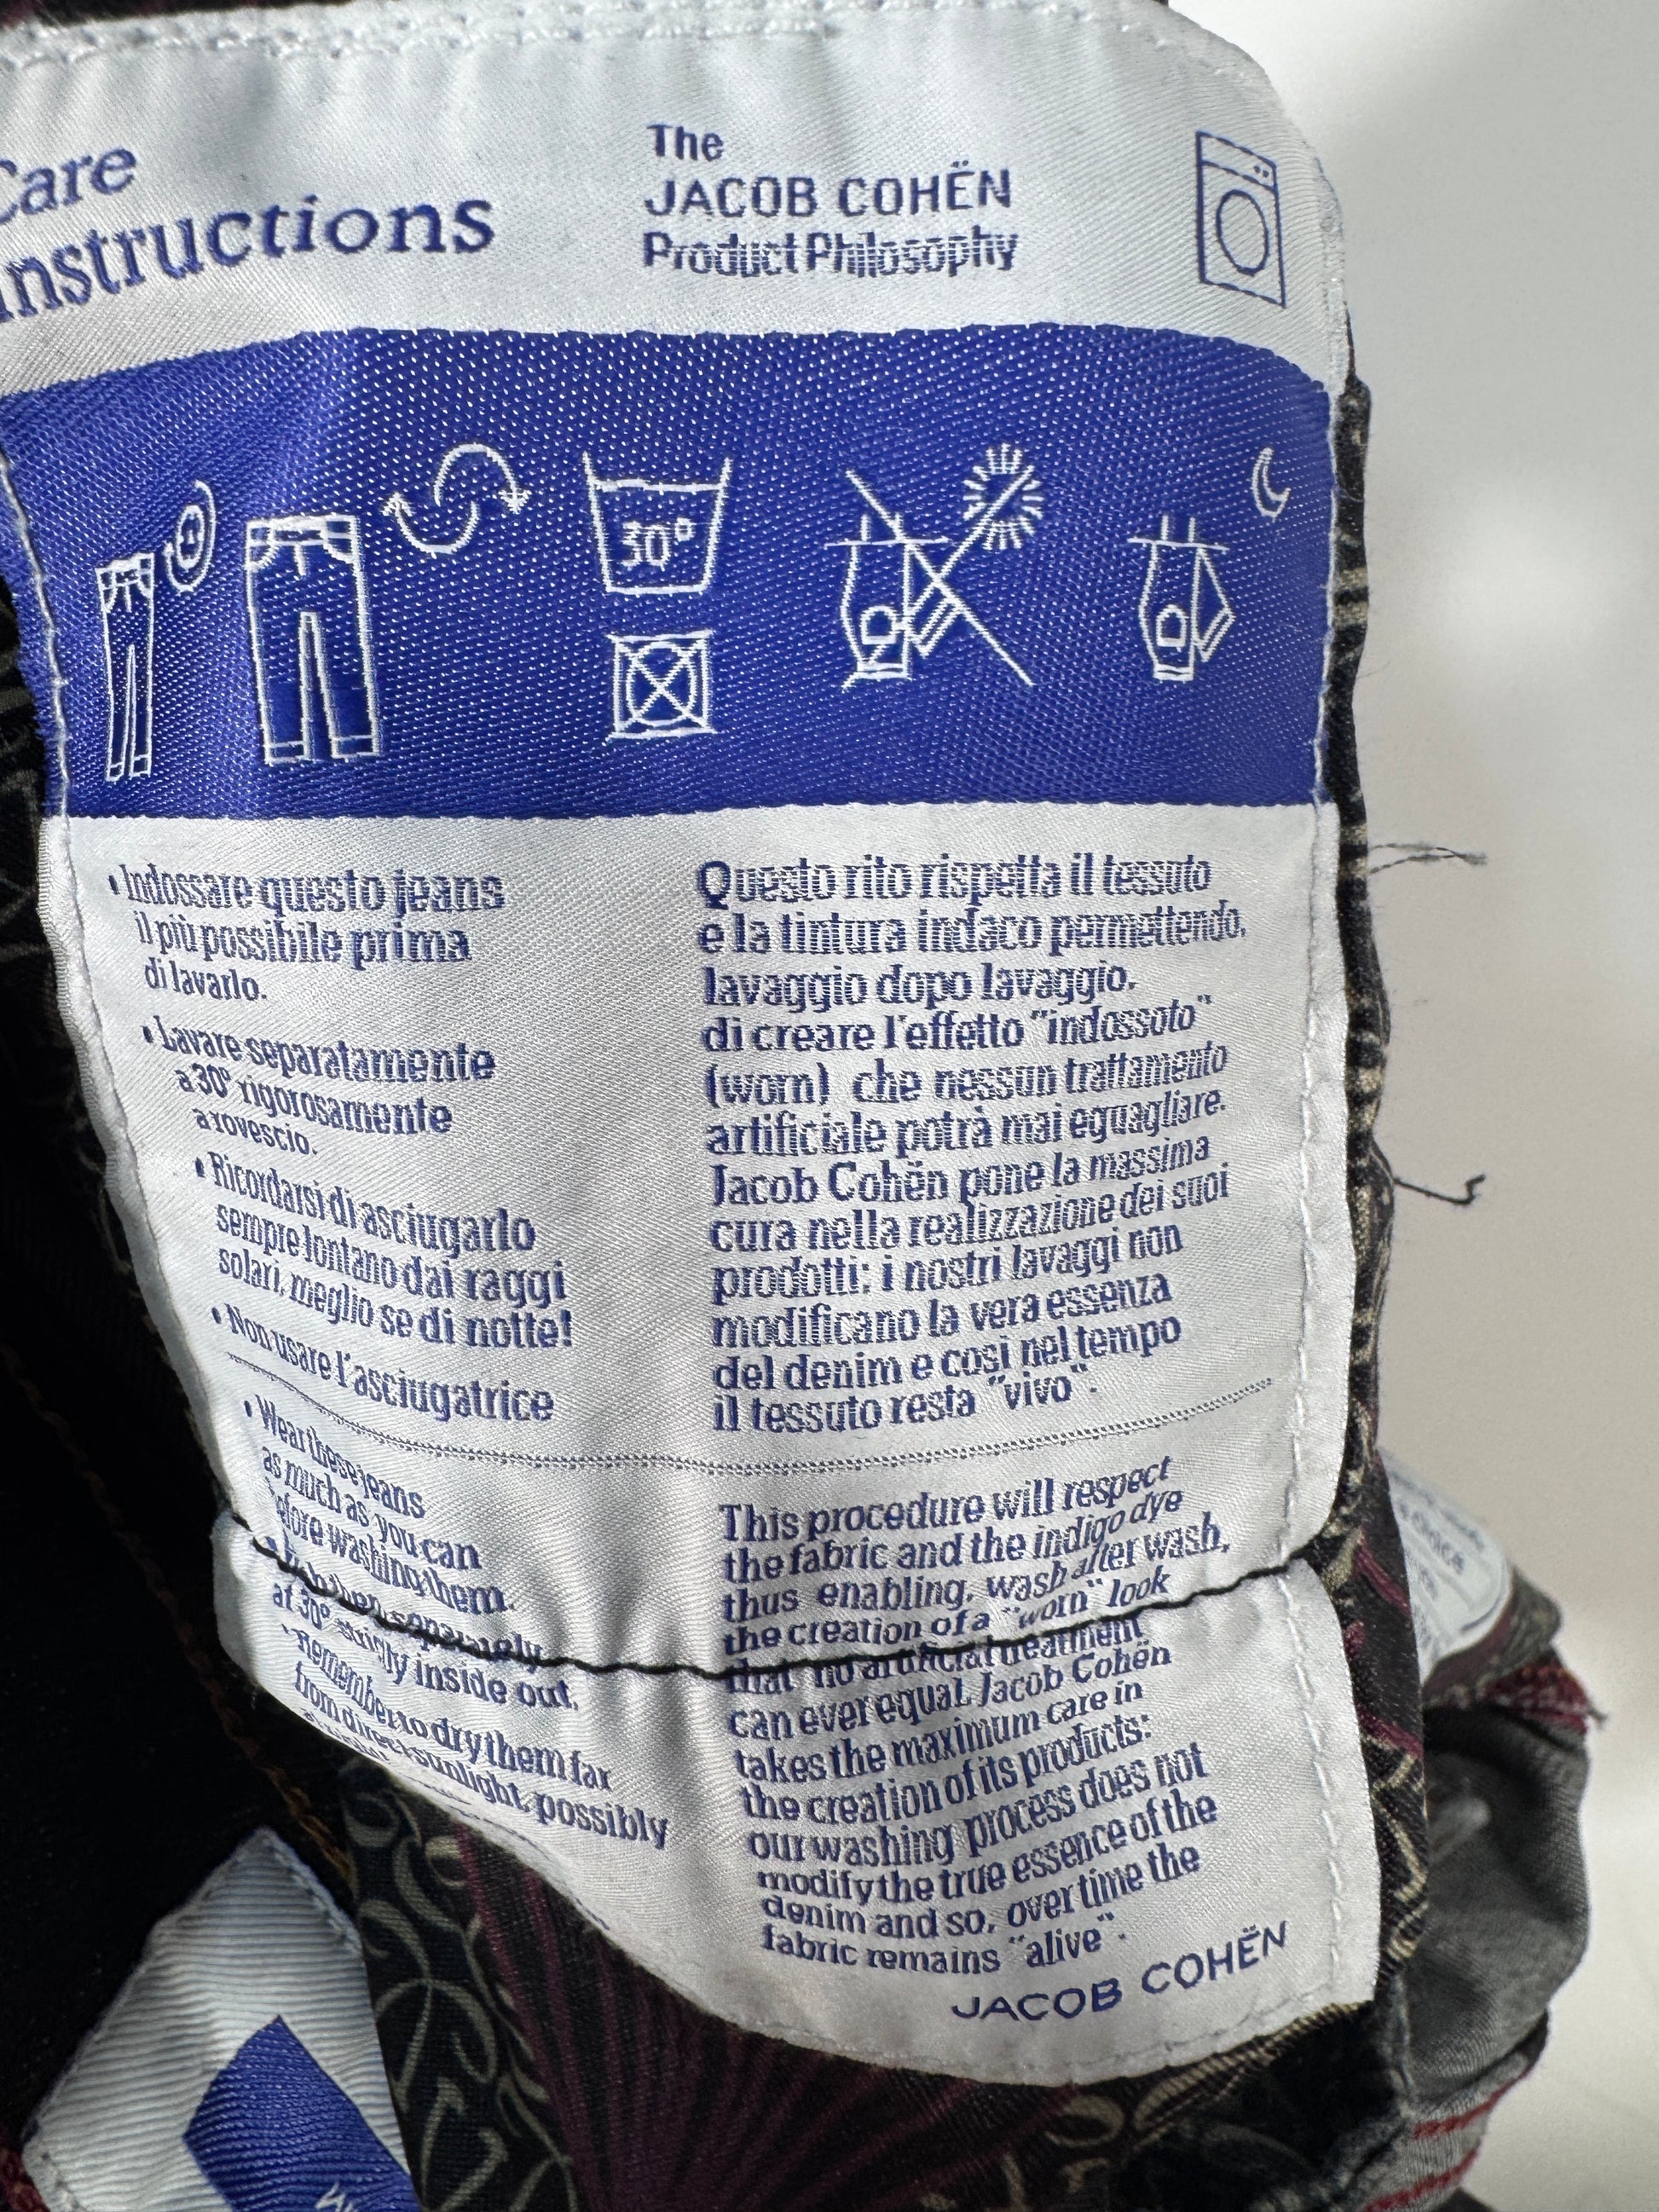 Care
Instructions
The
JACOB COHËN
Product Philosophy
30°
• Indossare questo jeans
il più possibile prima
di lavarlo.
• Lavare separatamente
a 30° rigorosamente
a rovescio.
• Ricordarsi di asciugarlo
sempre lontano dai raggi
solari, meglio se di notte!
• Non usare l'asciugatrice
• Wear these jeans
as much as you can
before washing them.
separately
at 30° strictly inside out.
• Remember to dry them far
from direct sunlight, possibly
Questo rito rispetta il tessuto
e la tintura indaco permettendo,
lavaggio dopo lavaggio,
di creare l'effetto "indossato"
(worn) che nessun trattamento
artificiale potrà mai eguagliare.
Jacob Cohën pone la massima
cura nella realizzazione dei suoi
prodotti: i nostri lavaggi non
modificano la vera essenza
del denim e così nel tempo
il tessuto resta "vivo".
This procedure will respect
the fabric and the indigo dye
thus enabling, wash after wash,
the creation of a "worn" look
that no artificial treatment
can ever equal. Jacob Cohën
takes the maximum care in
the creation of its products:
our washing process does not
modify the true essence of the
denim and so, over time the
fabric remains "alive".
JACOB COHËN